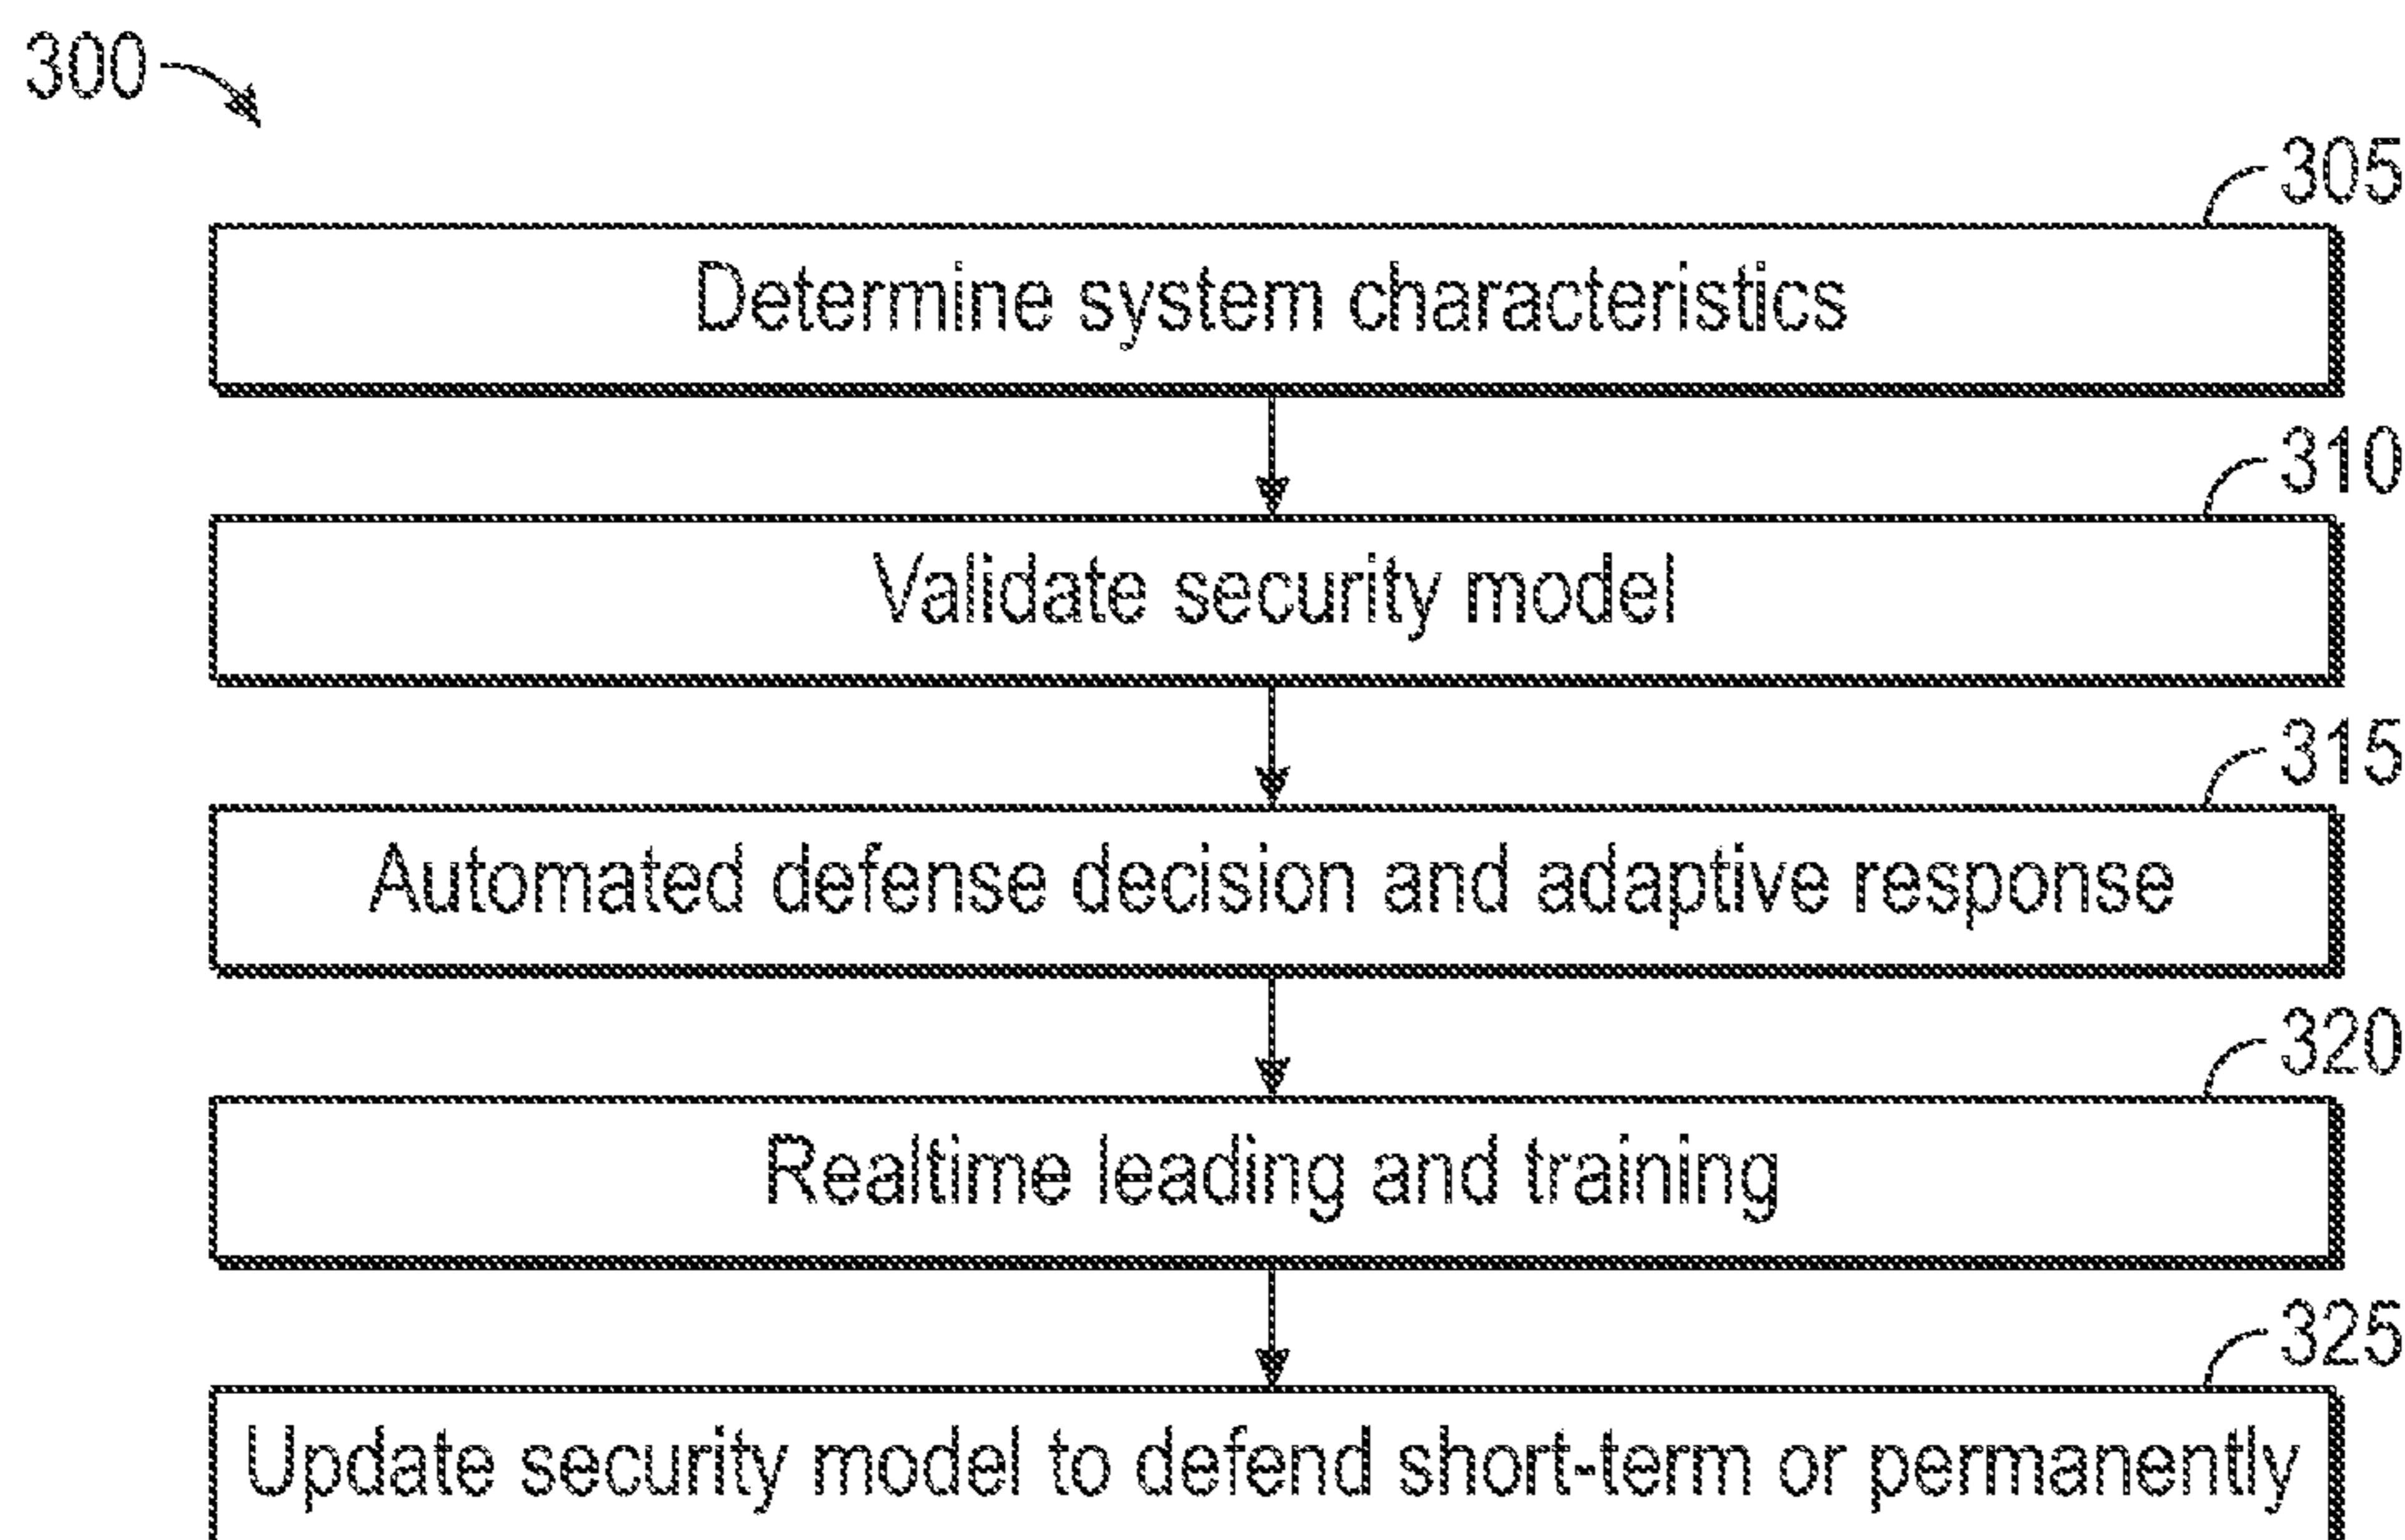 300
305
Determine system characteristics
310
Validate security model
315
Automated defense decision and adaptive response
320
Realtime leading and training
325
Update security model to defend short-term or permanently